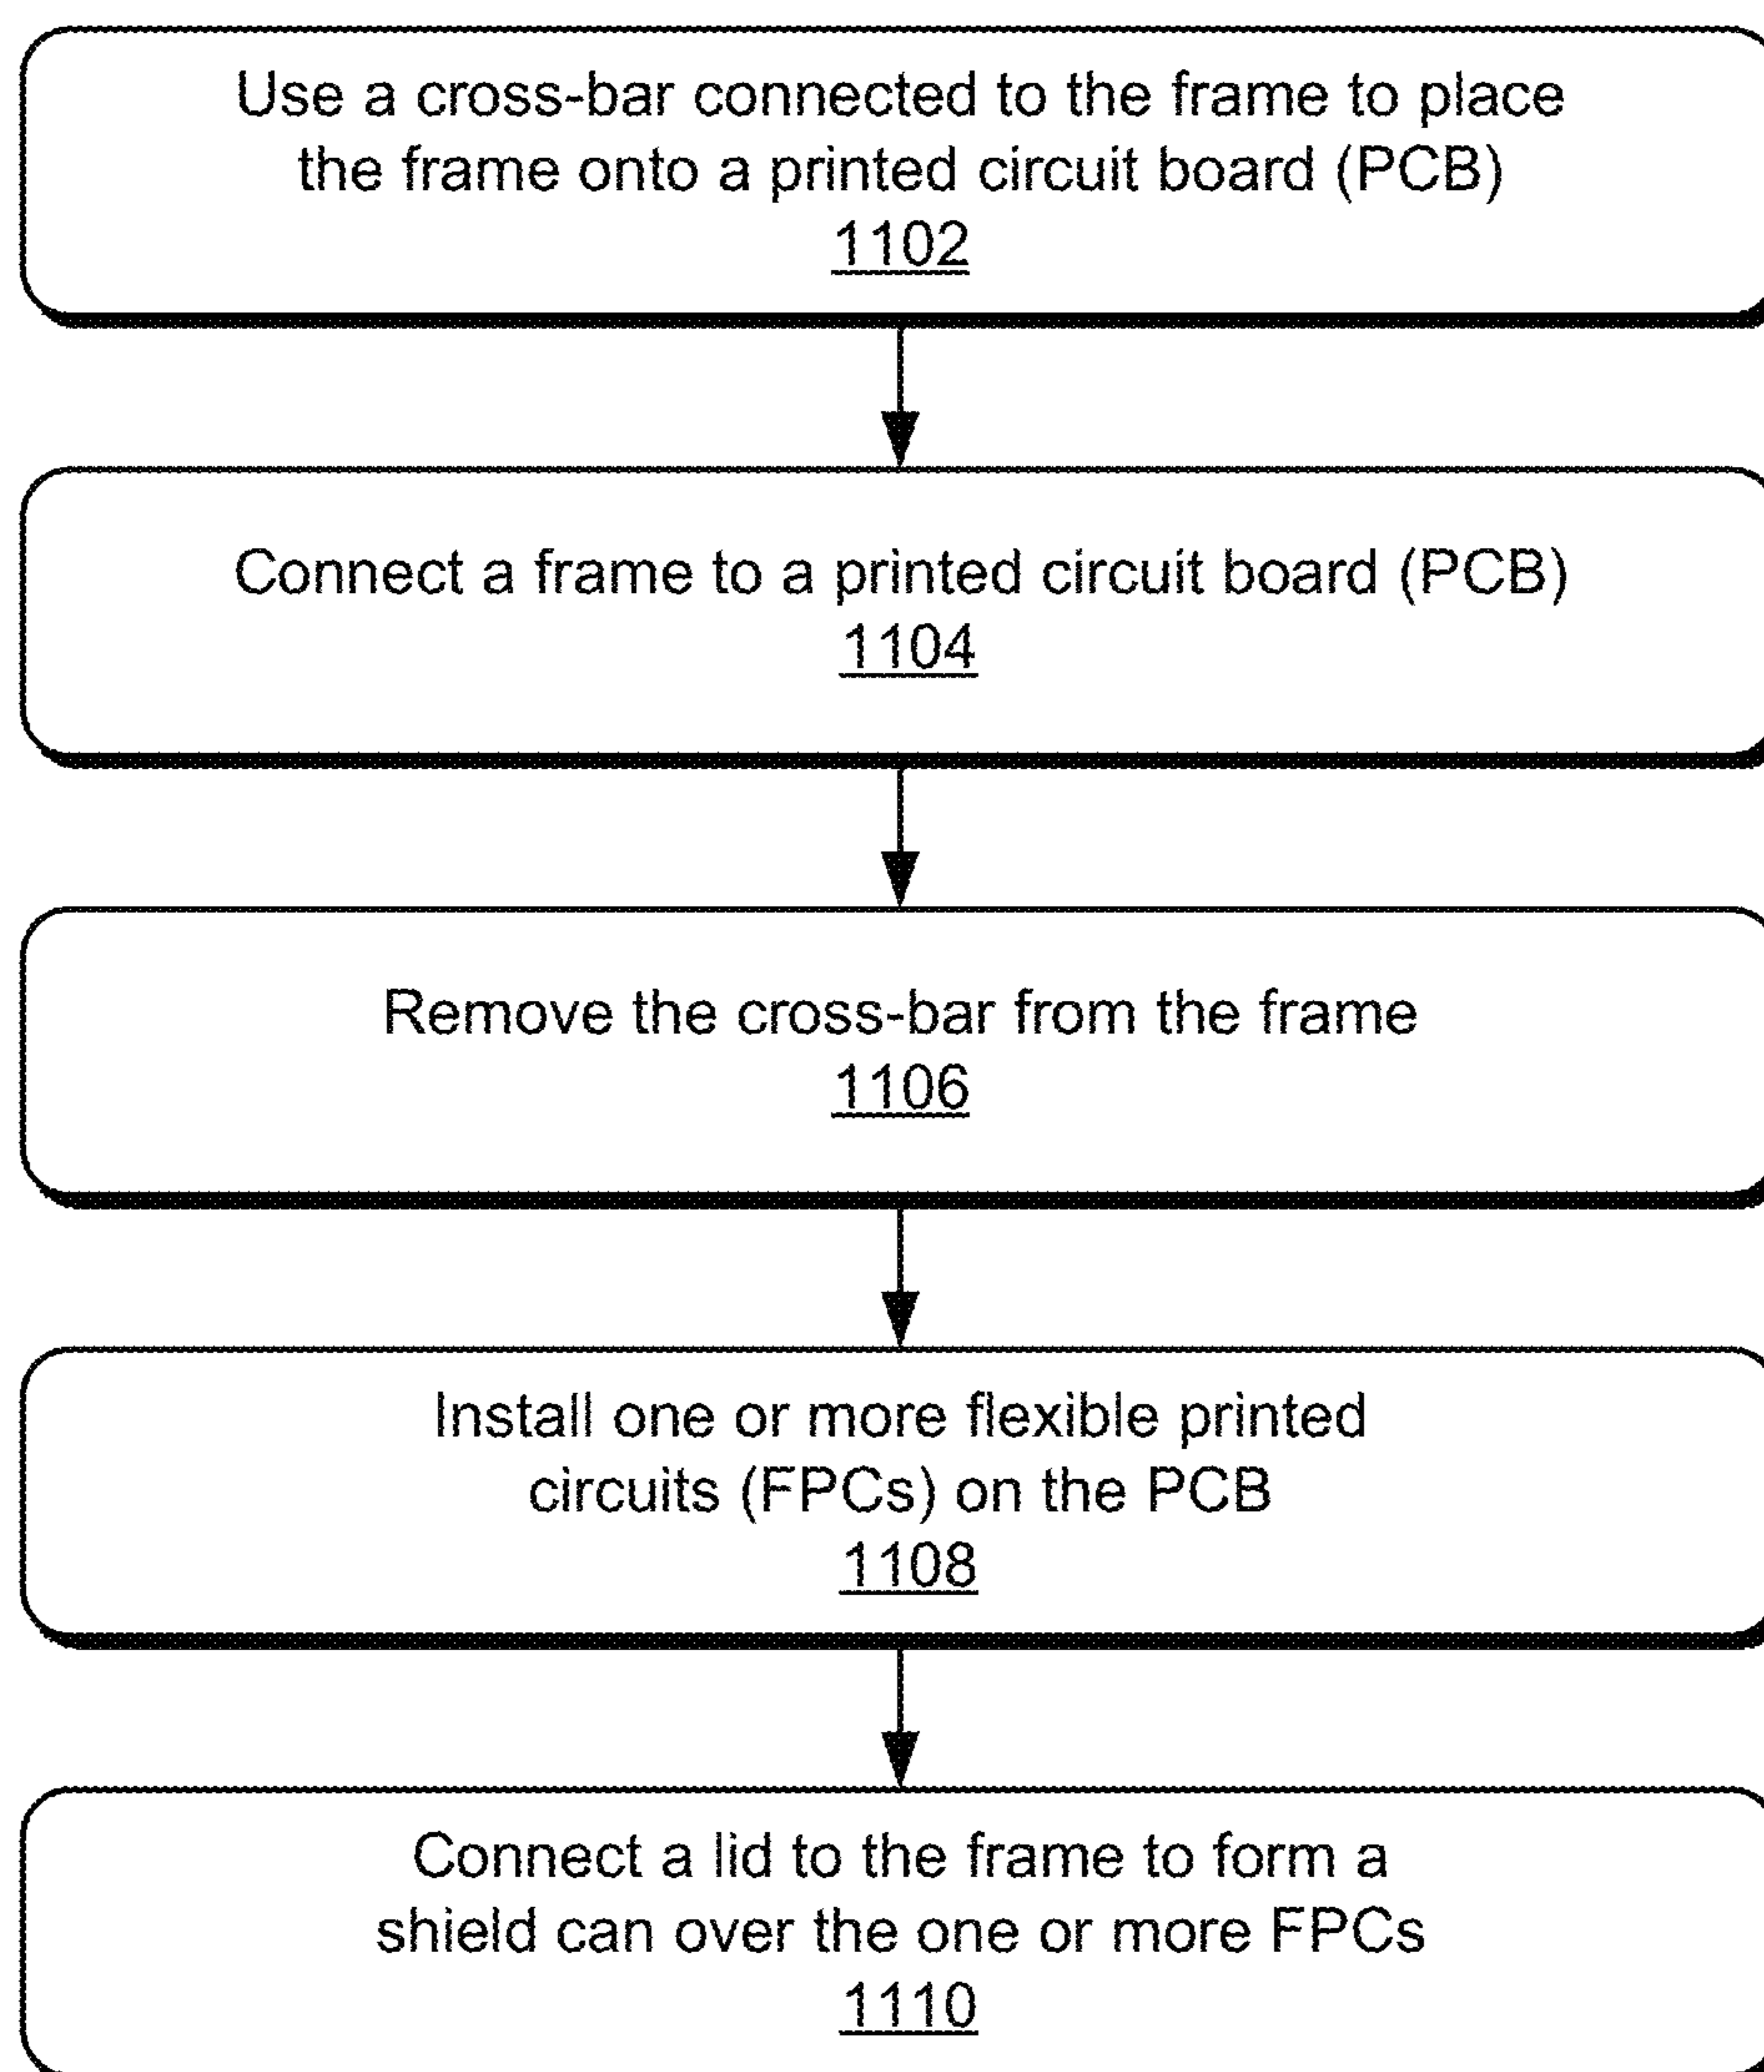 Use a cross-bar connected to the frame to place
the frame onto a printed circuit board (PCB)
1102
Connect a frame to a printed circuit board (PCB)
1104
Remove the cross-bar from the frame
1106
Install one or more flexible printed
circuits (FPCs) on the PCB
1108
Connect a lid to the frame to form a
shield can over the one or more FPCs
1110